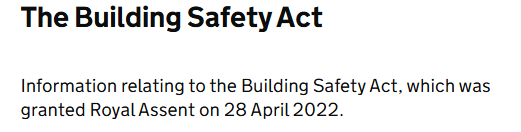 The Building Safety Act
Information relating to the Building Safety Act, which was
granted Royal Assent on 28 April 2022.